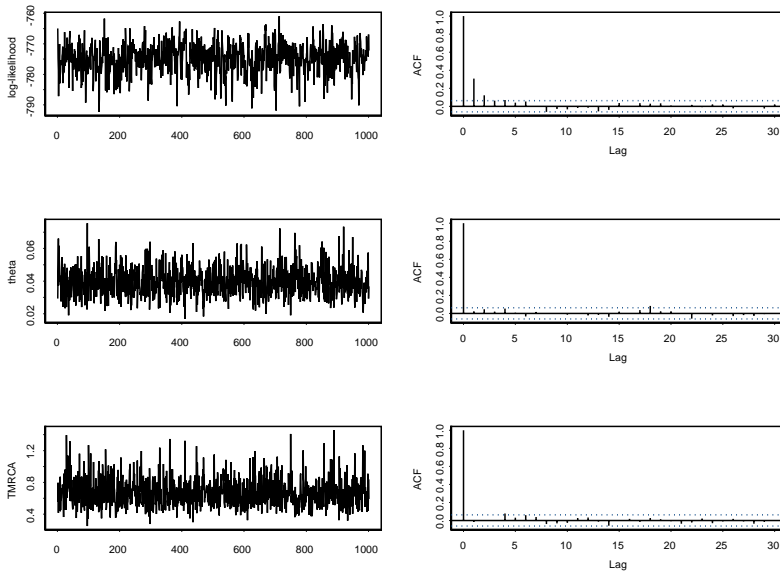 log-likelihood
-790 -780 -770 -760
0 200 400 600 800 1000
ACF
0.0 0.2 0.4 0.6 0.8 1.0
0 5 10 15 20 25 30
Lag
theta
0.02 0.04 0.06
0 200 400 600 800 1000
ACF
0.0 0.2 0.4 0.6 0.8 1.0
0 5 10 15 20 25 30
Lag
TMRCA
0.4 0.8 1.2
0 200 400 600 800 1000
ACF
0.0 0.2 0.4 0.6 0.8 1.0
0 5 10 15 20 25 30
Lag